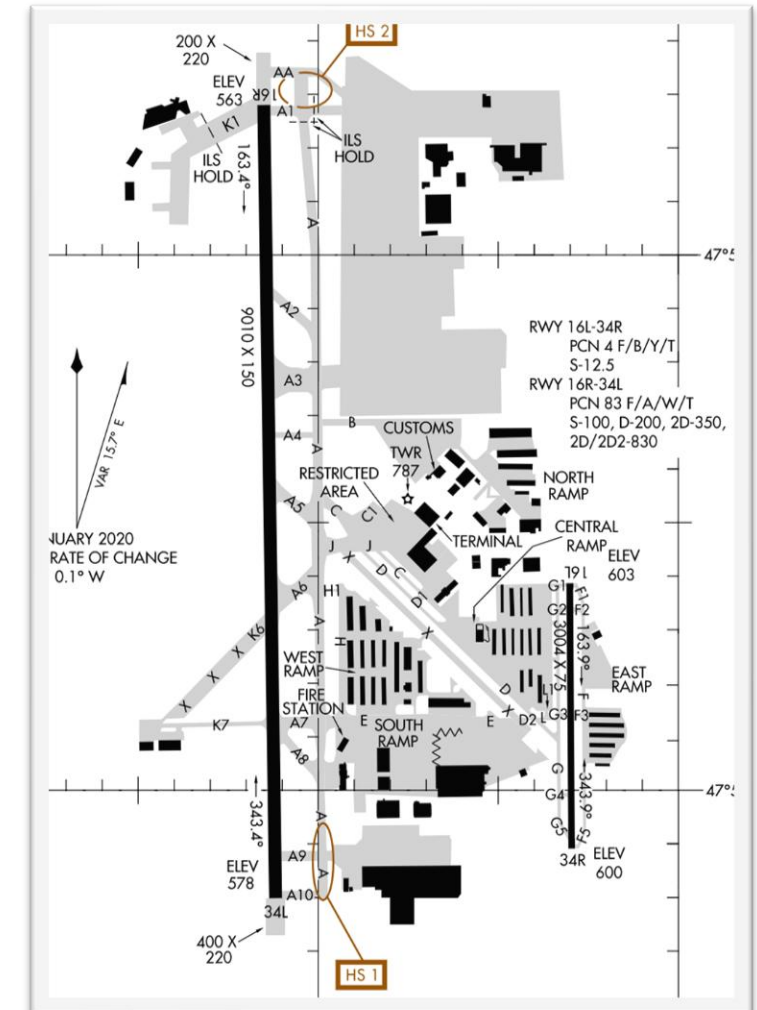 HS 2
200 X
220
AA
ELEV
563
16R
A1
K1
ILS
HOLD
ILS
HOLD
163.4°
A
47°5
A2
9010 X 150
RWY 16L-34R
PCN 4 F/B/Y/T
S-12.5
RWY 16R-34L
PCN 83 F/A/W/T
S-100, D-200, 2D-350,
2D/2D2-830
A3
VAR 15.7° E
B
CUSTOMS
A4
A
TWR
787
RESTRICTED
AREA
NORTH
RAMP
A5
C
C1
L
NUARY 2020
RATE OF CHANGE
0.1° W
TERMINAL
CENTRAL
RAMP
ELEV
603
J
J
X
D
C
16L
A6
H1
D1
G1
F1
G2
F2
A
K6
H
X
163.9°
3004 X 75
X
X
X
WEST
RAMP
EAST
RAMP
D
L1
F
FIRE
STATION
X
K7
A7
E
SOUTH
RAMP
E
D2
L
G3
F3
A8
G
343.9°
47°5
G4
343.4°
A
G5
F5
A9
A
34R
ELEV
600
ELEV
578
A10
34L
400 X
220
HS 1